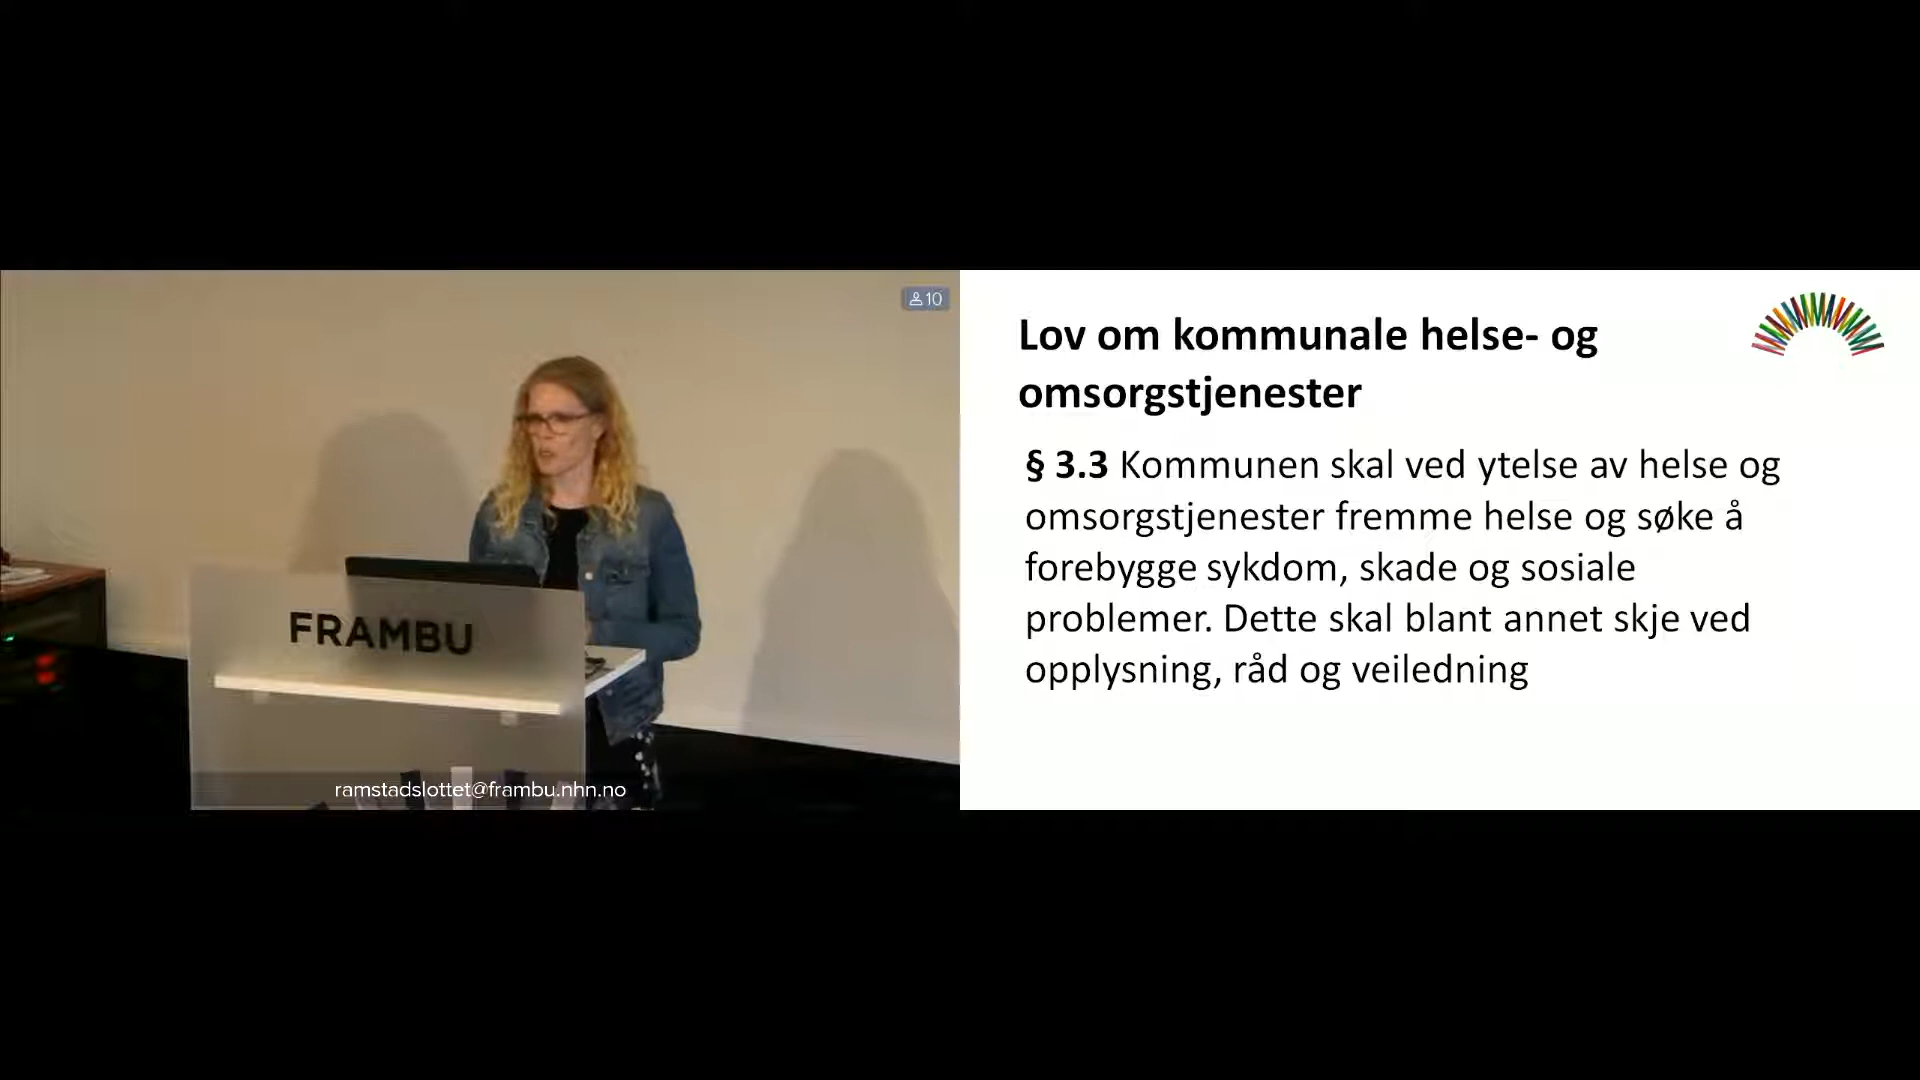 10
FRAMBU
ramstadslottet@frambu.nhn.no
Lov om kommunale helse- og
omsorgstjenester
§ 3.3 Kommunen skal ved ytelse av helse og
omsorgstjenester fremme helse og søke å
forebygge sykdom, skade og sosiale
problemer. Dette skal blant annet skje ved
opplysning, råd og veiledning